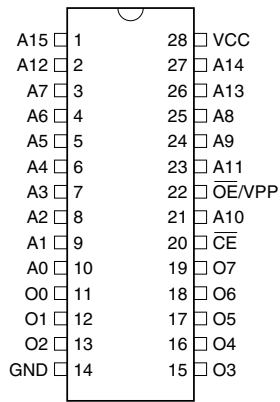 A15 1 28 VCC
A12 2 27 A14
A7 3 26 A13
A6 4 25 A8
A5 5 24 A9
A4 6 23 A11
A3 7 22 O̅E̅/VPP
A2 8 21 A10
A1 9 20 C̅E̅
A0 10 19 O7
O0 11 18 O6
O1 12 17 O5
O2 13 16 O4
GND 14 15 O3